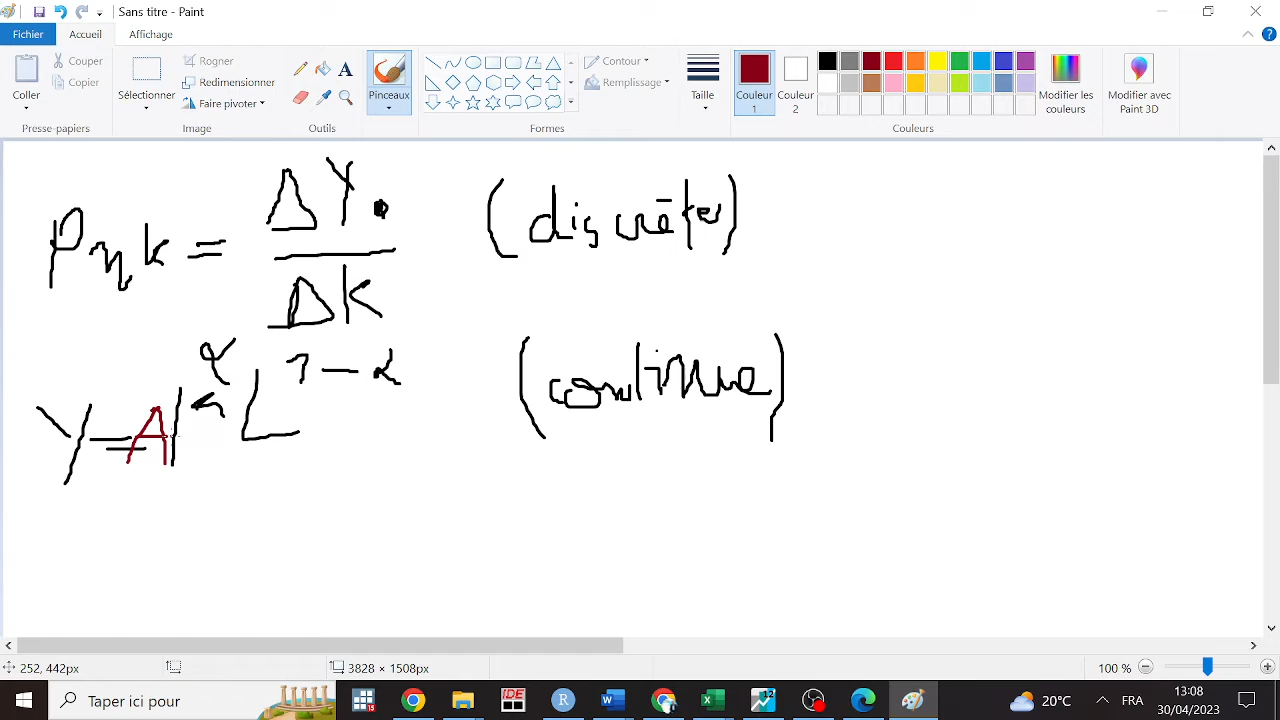 Sans titre - Paint
Fichier Accueil Affichage
Coller Couper Copier Sélectionner Rogner Redimensionner Faire pivoter Pinceaux Contour Remplissage Taille Couleur 1 Couleur 2 Modifier les couleurs Modifier avec Paint 3D
Presse-papiers Image Outils Formes Couleurs
Pmk = ΔY / ΔK (discrète)
Y = A K^α L^1-α (continue)
252, 442px 3828 × 1508px 100 %
Taper ici pour 20°C FRA 13:08
30/04/2023